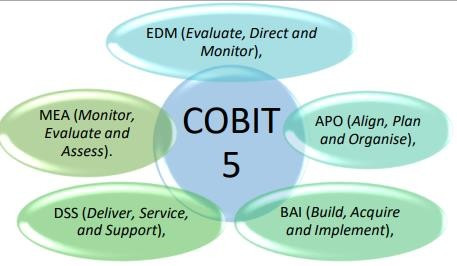 EDM (Evaluate, Direct and
Monitor),
MEA (Monitor,
Evaluate and
Assess).
COBIT
5
APO (Align, Plan
and Organise),
DSS (Deliver, Service,
and Support),
BAI (Build, Acquire
and Implement),